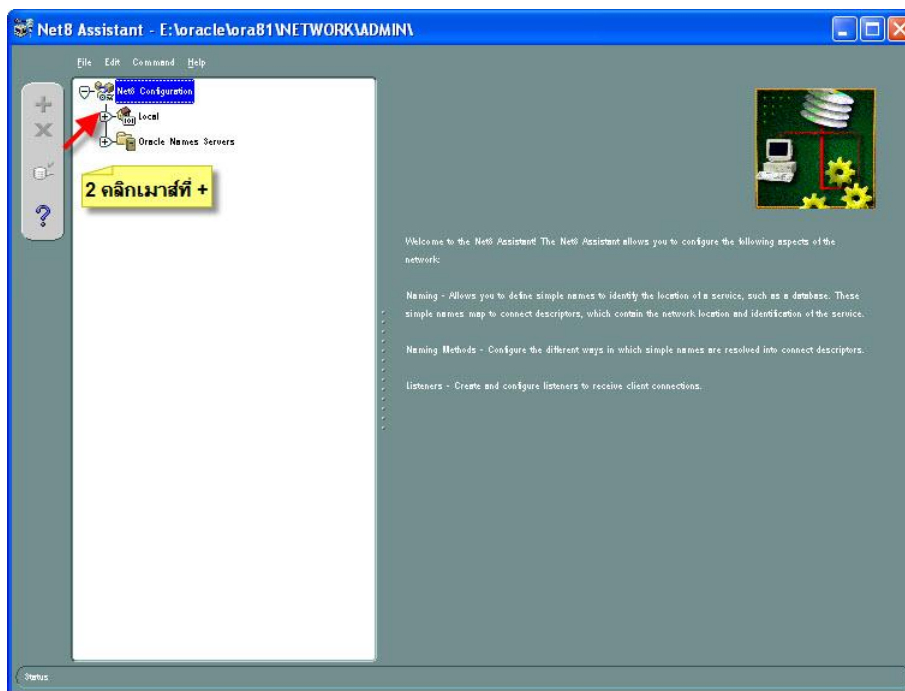 Net8 Assistant - E:\oracle\ora81\NETWORK\ADMIN\
File Edit Command Help
Net8 Configuration
Local
Oracle Names Servers
2 คลิกเมาส์ที่ +
Welcome to the Net8 Assistant! The Net8 Assistant allows you to configure the following aspects of the
network:
Naming - Allows you to define simple names to identify the location of a service, such as a database. These
simple names map to connect descriptors, which contain the network location and identification of the service.
Naming Methods - Configure the different ways in which simple names are resolved into connect descriptors.
Listeners - Create and configure listeners to receive client connections.
Status